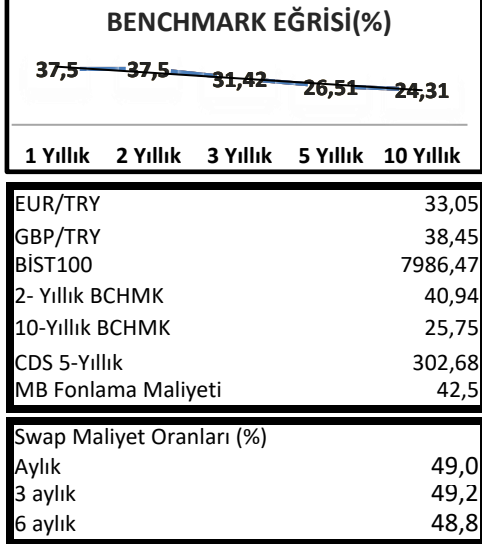 BENCHMARK EĞRİSİ(%)
37,5 37,5 31,42 26,51 24,31
1 Yıllık 2 Yıllık 3 Yıllık 5 Yıllık 10 Yıllık
EUR/TRY 33,05
GBP/TRY 38,45
BİST100 7986,47
2- Yıllık BCHMK 40,94
10-Yıllık BCHMK 25,75
CDS 5-Yıllık 302,68
MB Fonlama Maliyeti 42,5
Swap Maliyet Oranları (%)
Aylık 49,0
3 aylık 49,2
6 aylık 48,8